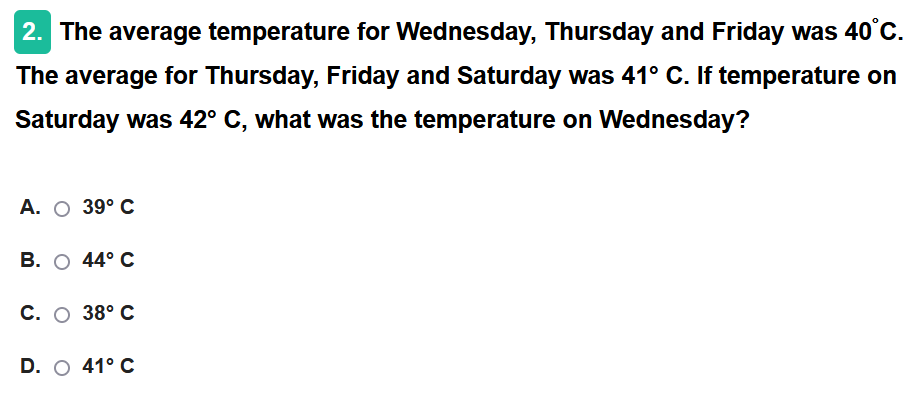 2. The average temperature for Wednesday, Thursday and Friday was 40°C.
The average for Thursday, Friday and Saturday was 41° C. If temperature on
Saturday was 42° C, what was the temperature on Wednesday?
A. 39° C
B. 44° C
C. 38° C
D. 41° C